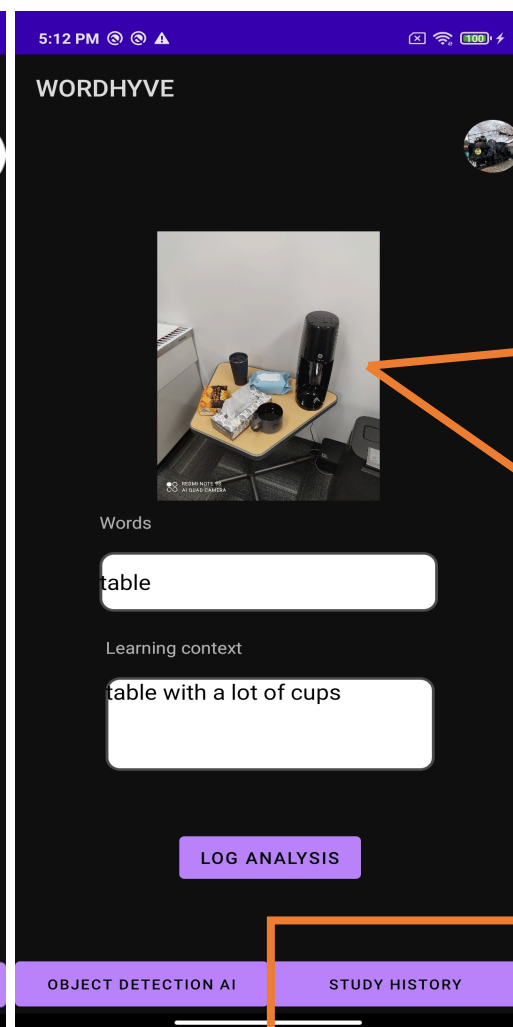 5:12 PM
100
WORDHYVE
REDMI NOTE 9S
AI QUAD CAMERA
Words
table
Learning context
table with a lot of cups
LOG ANALYSIS
OBJECT DETECTION AI
STUDY HISTORY